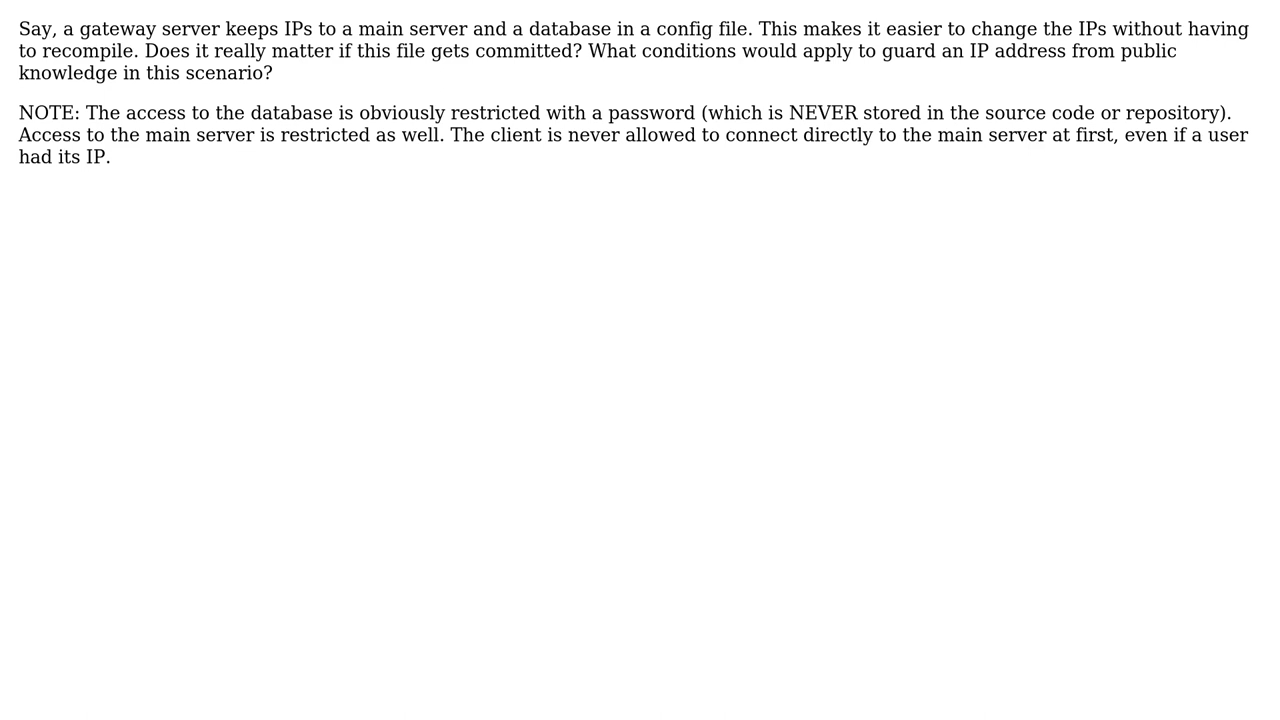 Say, a gateway server keeps IPs to a main server and a database in a config file. This makes it easier to change the IPs without having
to recompile. Does it really matter if this file gets committed? What conditions would apply to guard an IP address from public
knowledge in this scenario?
NOTE: The access to the database is obviously restricted with a password (which is NEVER stored in the source code or repository).
Access to the main server is restricted as well. The client is never allowed to connect directly to the main server at first, even if a user
had its IP.